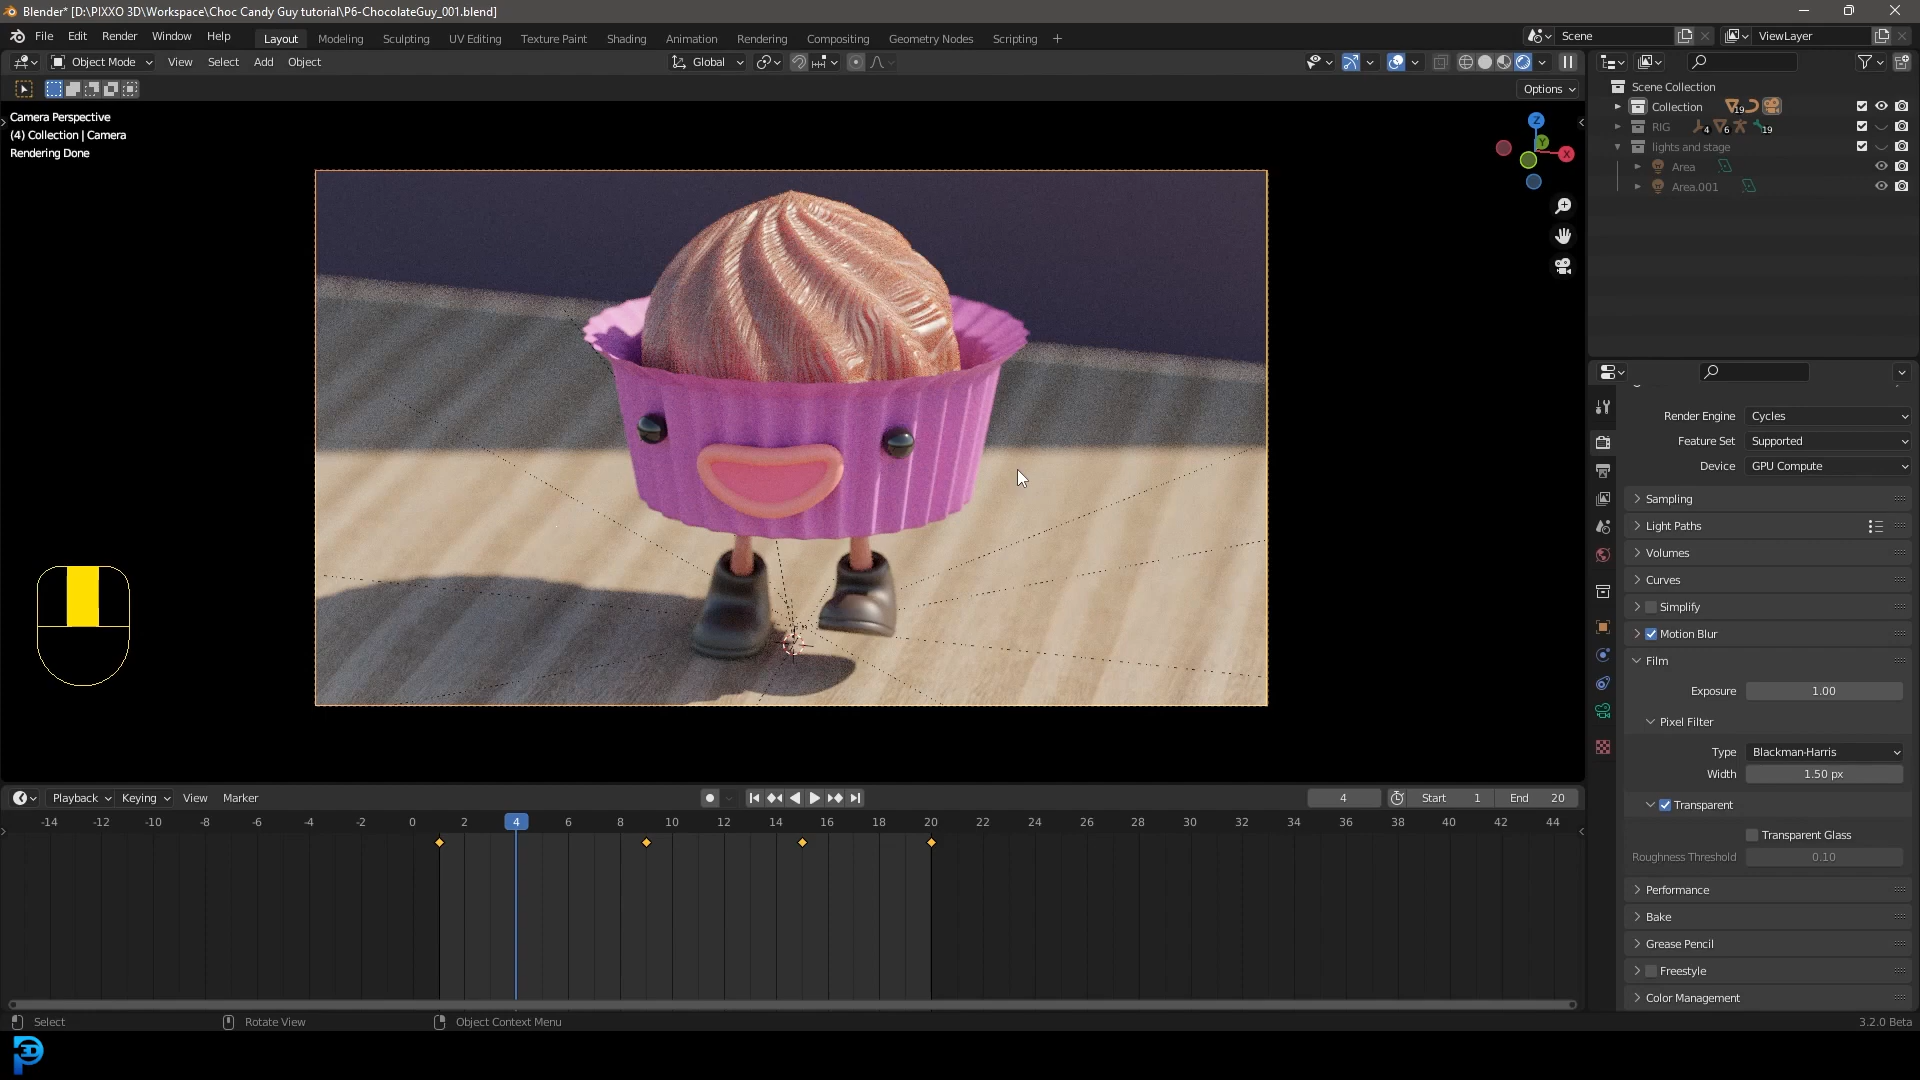 Blender* [D:\PIXXO 3D\Workspace\Choc Candy Guy tutorial\P6-ChocolateGuy_001.blend]
File Edit Render Window Help Layout Modeling Sculpting UV Editing Texture Paint Shading Animation Rendering Compositing Geometry Nodes Scripting + Scene ViewLayer
Object Mode View Select Add Object Global
Options
Camera Perspective
(4) Collection | Camera
Rendering Done
Z
Y
X
Scene Collection
Collection 19
RIG 4 6 19
lights and stage
Area
Area.001
Render Engine Cycles
Feature Set Supported
Device GPU Compute
Sampling
Light Paths
Volumes
Curves
Simplify
Motion Blur
Film
Exposure 1.00
Pixel Filter
Type Blackman-Harris
Width 1.50 px
Transparent
Transparent Glass
Roughness Threshold 0.10
Performance
Bake
Grease Pencil
Freestyle
Color Management
Playback Keying View Marker 4 Start 1 End 20
-14 -12 -10 -8 -6 -4 -2 0 2 4 6 8 10 12 14 16 18 20 22 24 26 28 30 32 34 36 38 40 42 44
Select Rotate View Object Context Menu 3.2.0 Beta
3D